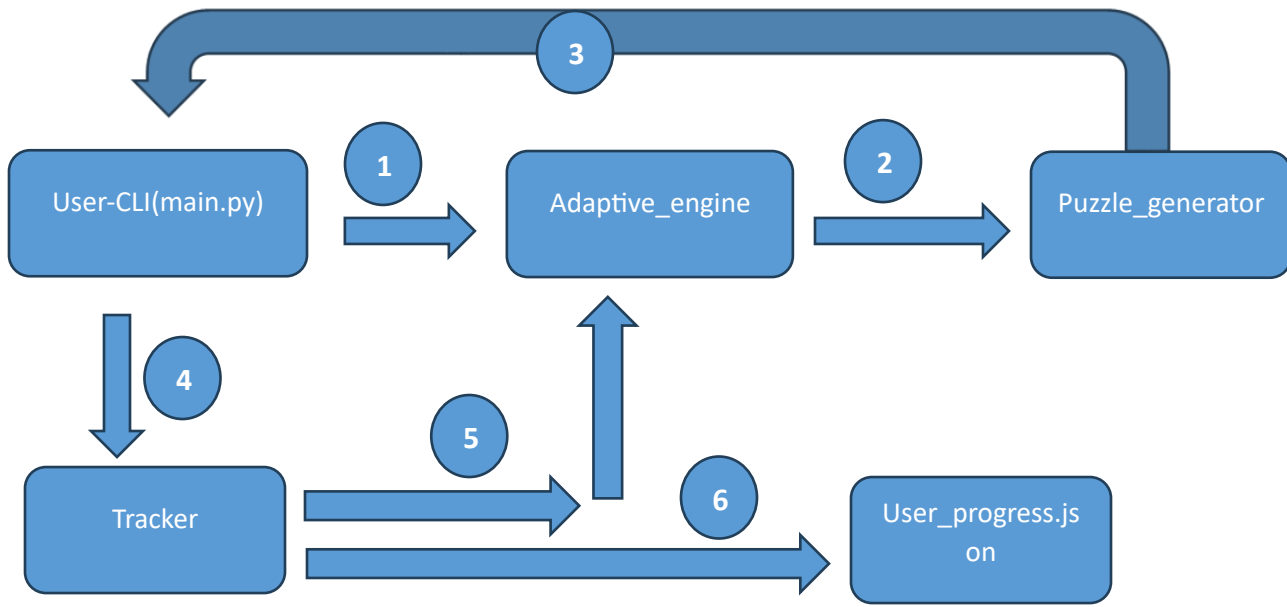 3
1
2
User-CLI(main.py)
Adaptive_engine
Puzzle_generator
4
5
6
Tracker
User_progress.js
on